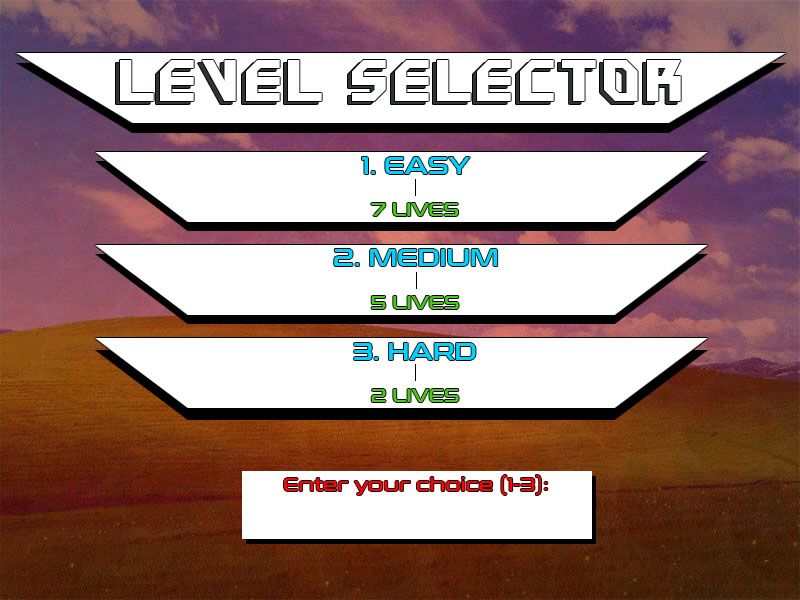 LEVEL SELECTOR
1. EASY
7 LIVES
2. MEDIUM
5 LIVES
3. HARD
2 LIVES
Enter your choice (1-3):